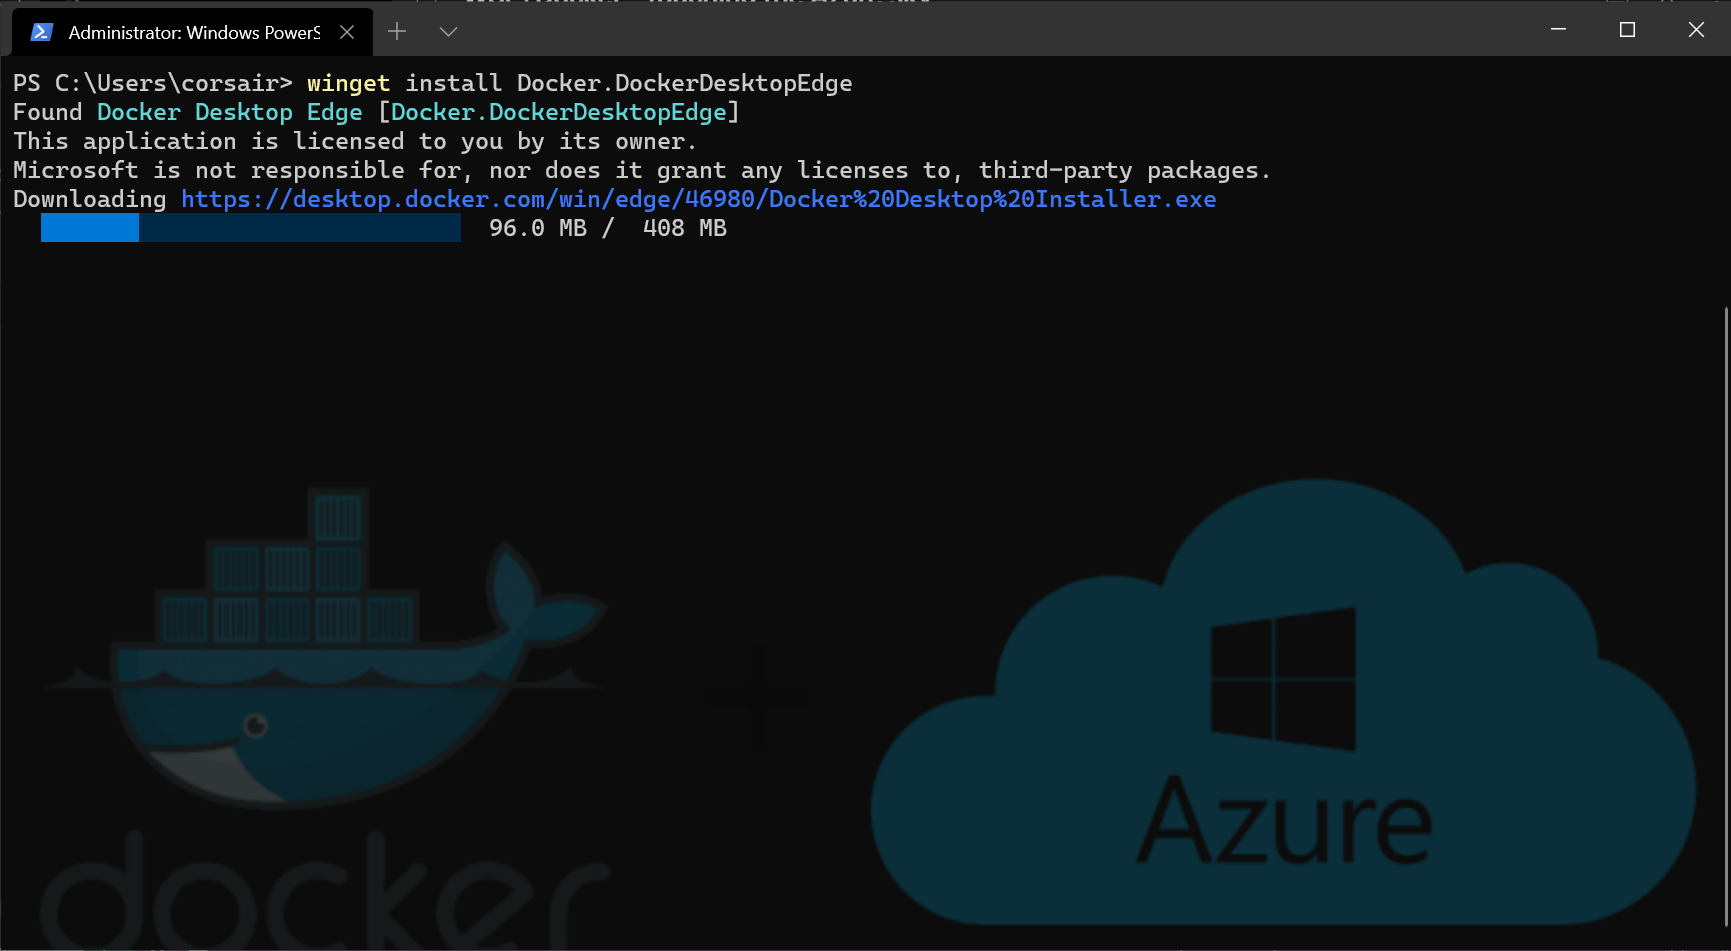 Administrator: Windows PowerS
PS C:\Users\corsair> winget install Docker.DockerDesktopEdge
Found Docker Desktop Edge [Docker.DockerDesktopEdge]
This application is licensed to you by its owner.
Microsoft is not responsible for, nor does it grant any licenses to, third-party packages.
Downloading https://desktop.docker.com/win/edge/46980/Docker%20Desktop%20Installer.exe
96.0 MB / 408 MB
Azure
docker